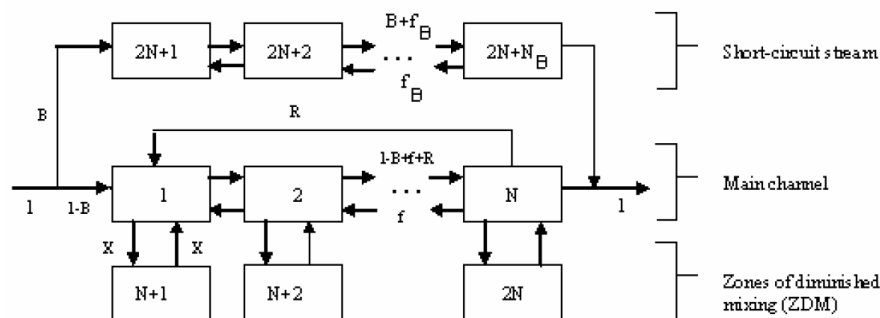 B+f_B
2N+1
2N+2
...
2N+N_B
Short-circuit stream
f_B
B
R
1-B+f+R
1
2
...
N
Main channel
1
1-B
f
1
X
X
N+1
N+2
2N
Zones of diminished
mixing (ZDM)